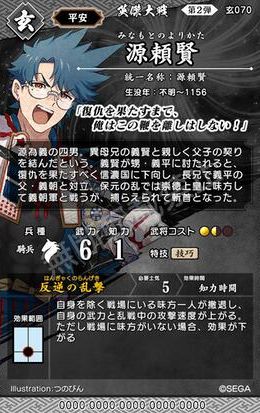 玄
平安
英傑大戦
第2弾
玄070
みなもとのよりかた
源頼賢
統一名称：源頼賢
生没年：不明～1156
「復讐を果たすまで、
俺はこの鞭を離しはしない！」
源為義の四男。異母兄の義賢と親しく父子の契り
を結んだという。義賢が甥・義平に討たれると、
復讐を果たすべく信濃国に下向し、長兄で義平の
父・義朝と対立。保元の乱では崇徳上皇に味方し
て義朝軍と戦うが、捕らえられて斬首となった。
兵種
武力
知力
武将コスト
騎兵
6
1
特技
技巧
はんぎゃくのらんげき
必要士気
効果時間
反逆の乱撃
5
知力時間
効果範囲
自身を除く戦場にいる味方一人が撤退し、
自身の武力と乱戦中の攻撃速度が上がる。
ただし戦場に味方がいない場合、効果が下
がる
Illustration:つのぴん
©SEGA
0000-0000-0000-0000-0000